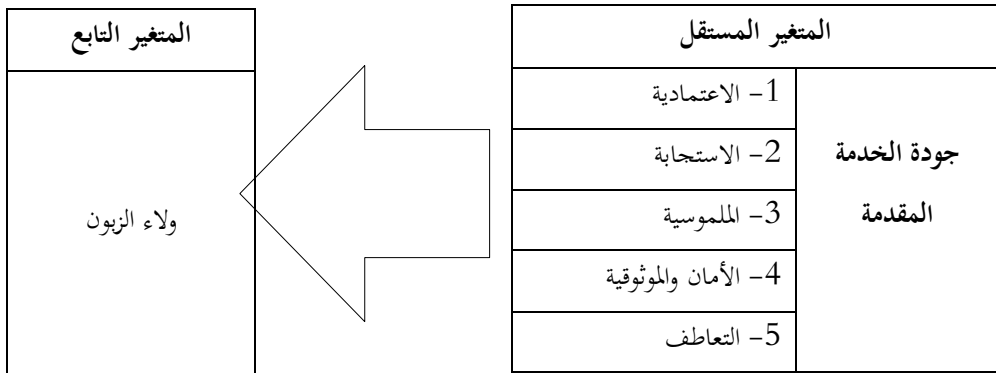 المتغير المستقل
جودة الخدمة
المقدمة
1- الاعتمادية
2- الاستجابة
3- الملموسية
4- الأمان والموثوقية
5- التعاطف
المتغير التابع
ولاء الزبون